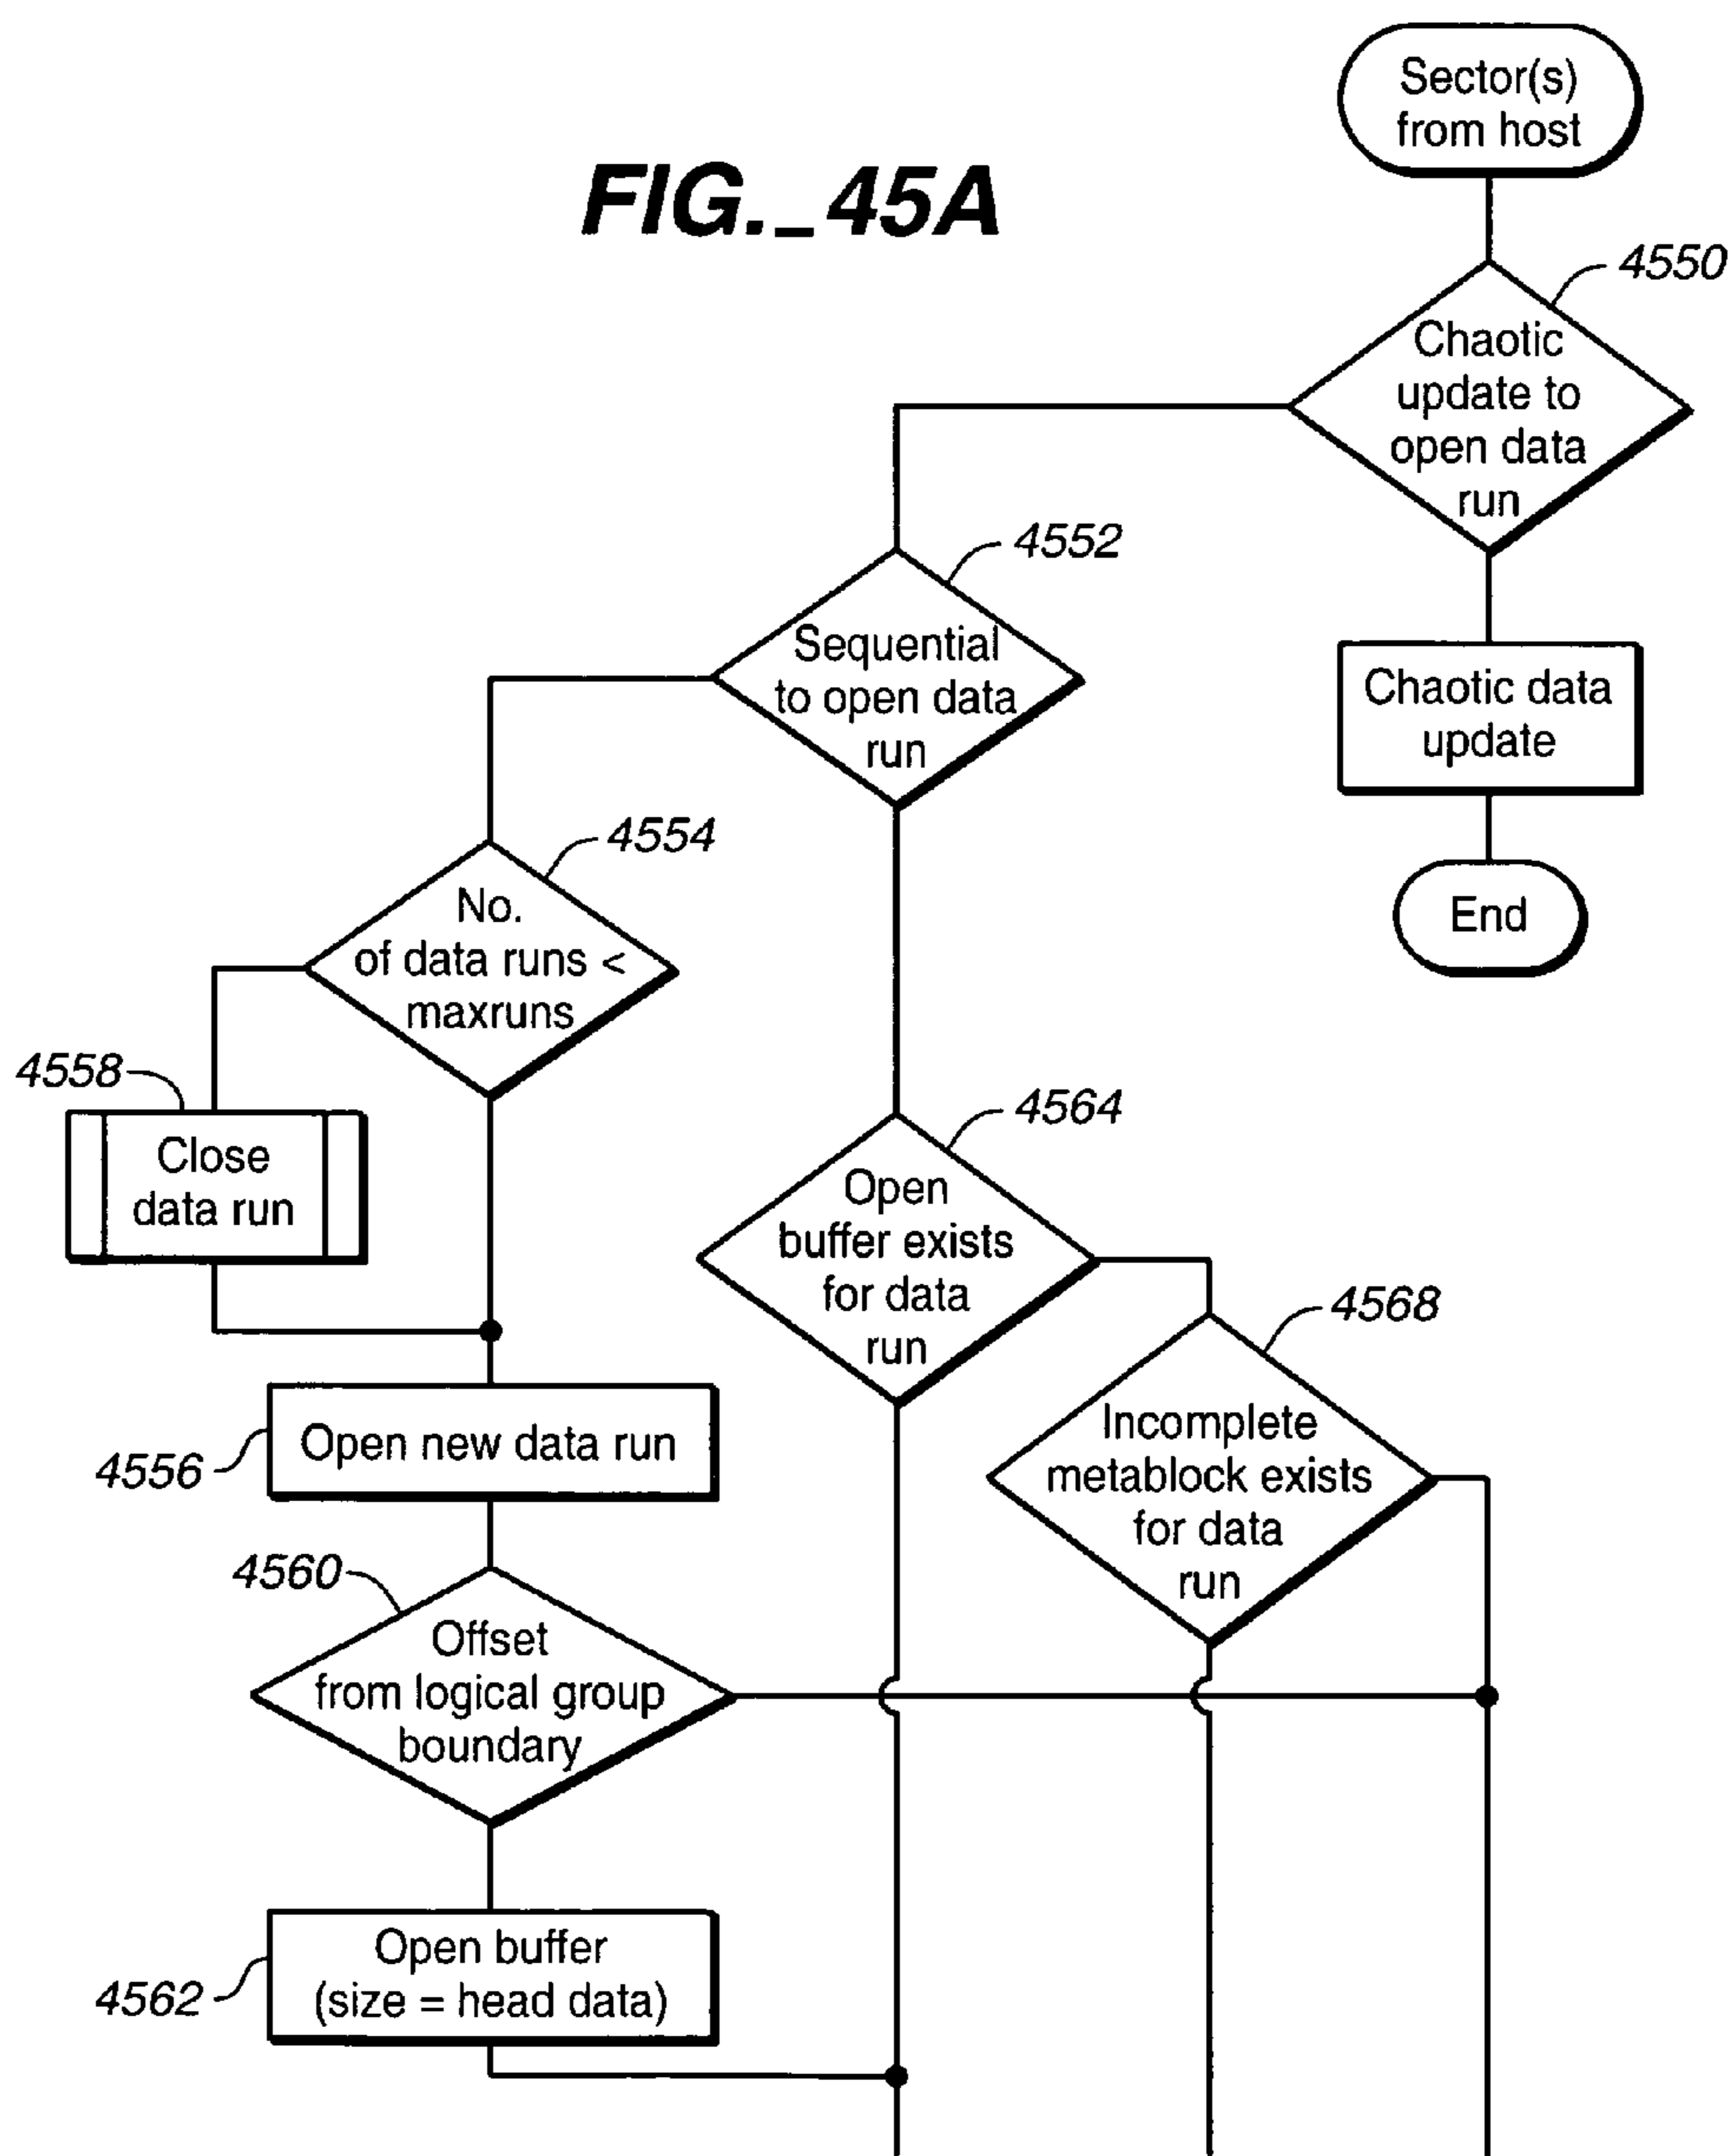 Sector(s)
from host
FIG._45A
4550
Chaotic
update to
open data
run
4552
Sequential
to open data
run
Chaotic data
update
4554
No.
of data runs <
maxruns
End
4558
Close
data run
4564
Open
buffer exists
for data
run
4568
Incomplete
metablock exists
for data
run
Open new data run
4556
4560
Offset
from logical group
boundary
Open buffer
(size = head data)
4562